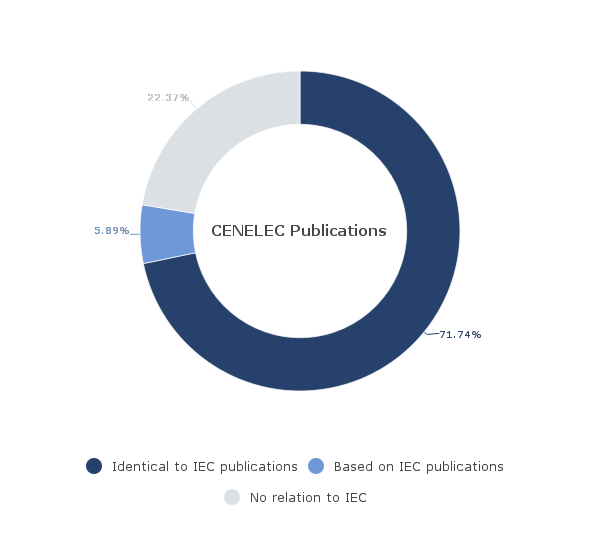 22.37%
5.89%
CENELEC Publications
71.74%
Identical to IEC publications
Based on IEC publications
No relation to IEC